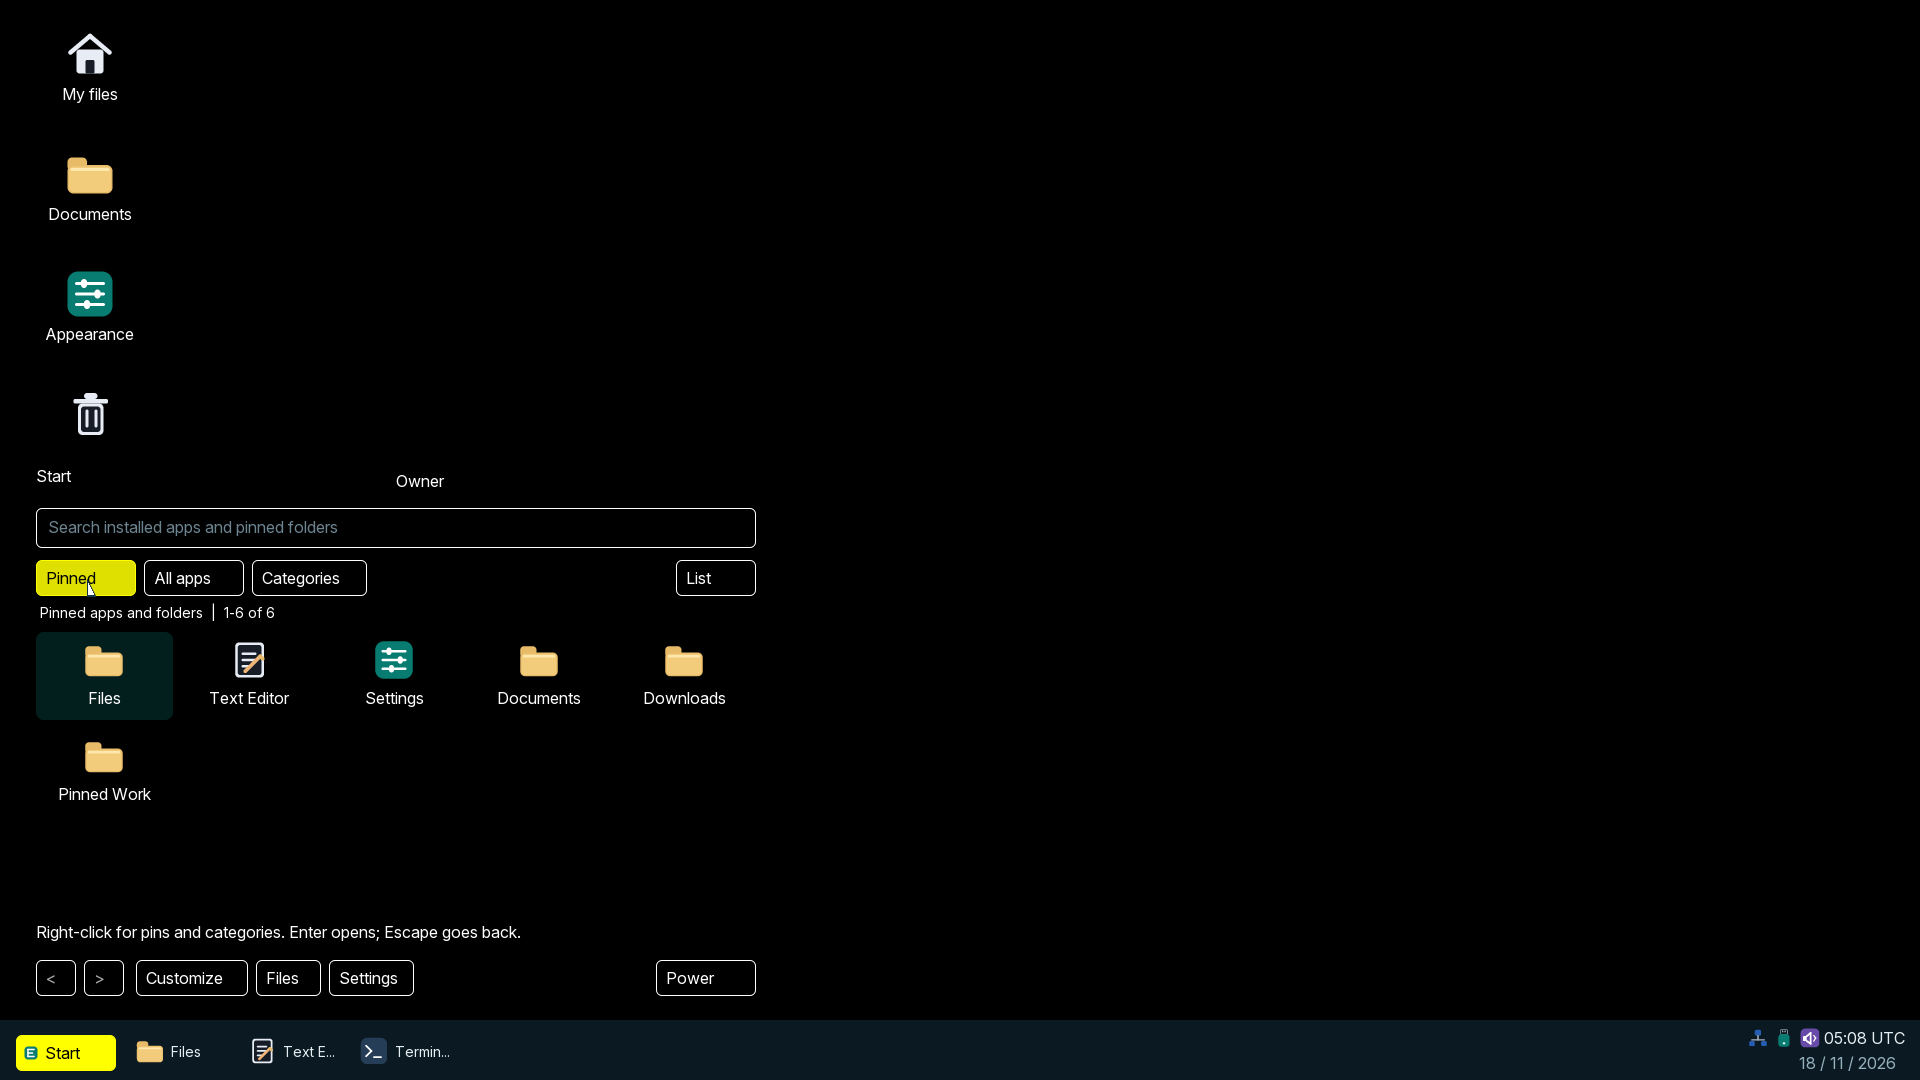 My files
Documents
Appearance
Start
Owner
Search installed apps and pinned folders
Pinned
All apps
Categories
List
Pinned apps and folders | 1-6 of 6
Files
Text Editor
Settings
Documents
Downloads
Pinned Work
Right-click for pins and categories. Enter opens; Escape goes back.
<
>
Customize
Files
Settings
Power
Start
Files
Text E...
Termin...
05:08 UTC
18 / 11 / 2026